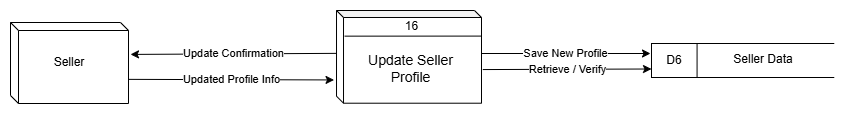 16
Seller
Update Confirmation
Updated Profile Info
Update Seller
Profile
Save New Profile
Retrieve / Verify
D6
Seller Data